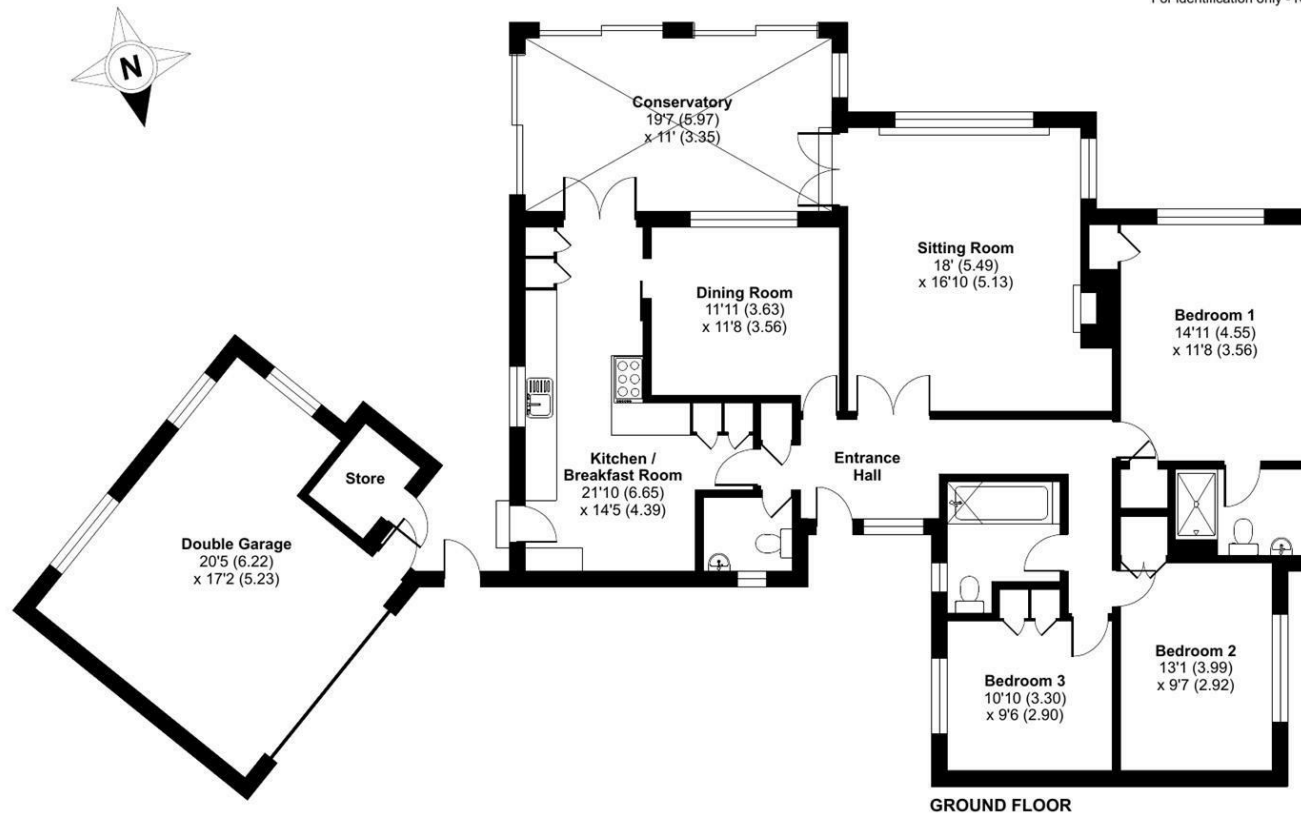 For identification only - 
N
Conservatory
19'7 (5.97)
x 11' (3.35)
Sitting Room
18' (5.49)
x 16'10 (5.13)
Dining Room
11'11 (3.63)
x 11'8 (3.56)
Bedroom 1
14'11 (4.55)
x 11'8 (3.56)
Kitchen /
Breakfast Room
21'10 (6.65)
x 14'5 (4.39)
Entrance
Hall
Store
Double Garage
20'5 (6.22)
x 17'2 (5.23)
Bedroom 2
13'1 (3.99)
x 9'7 (2.92)
Bedroom 3
10'10 (3.30)
x 9'6 (2.90)
GROUND FLOOR